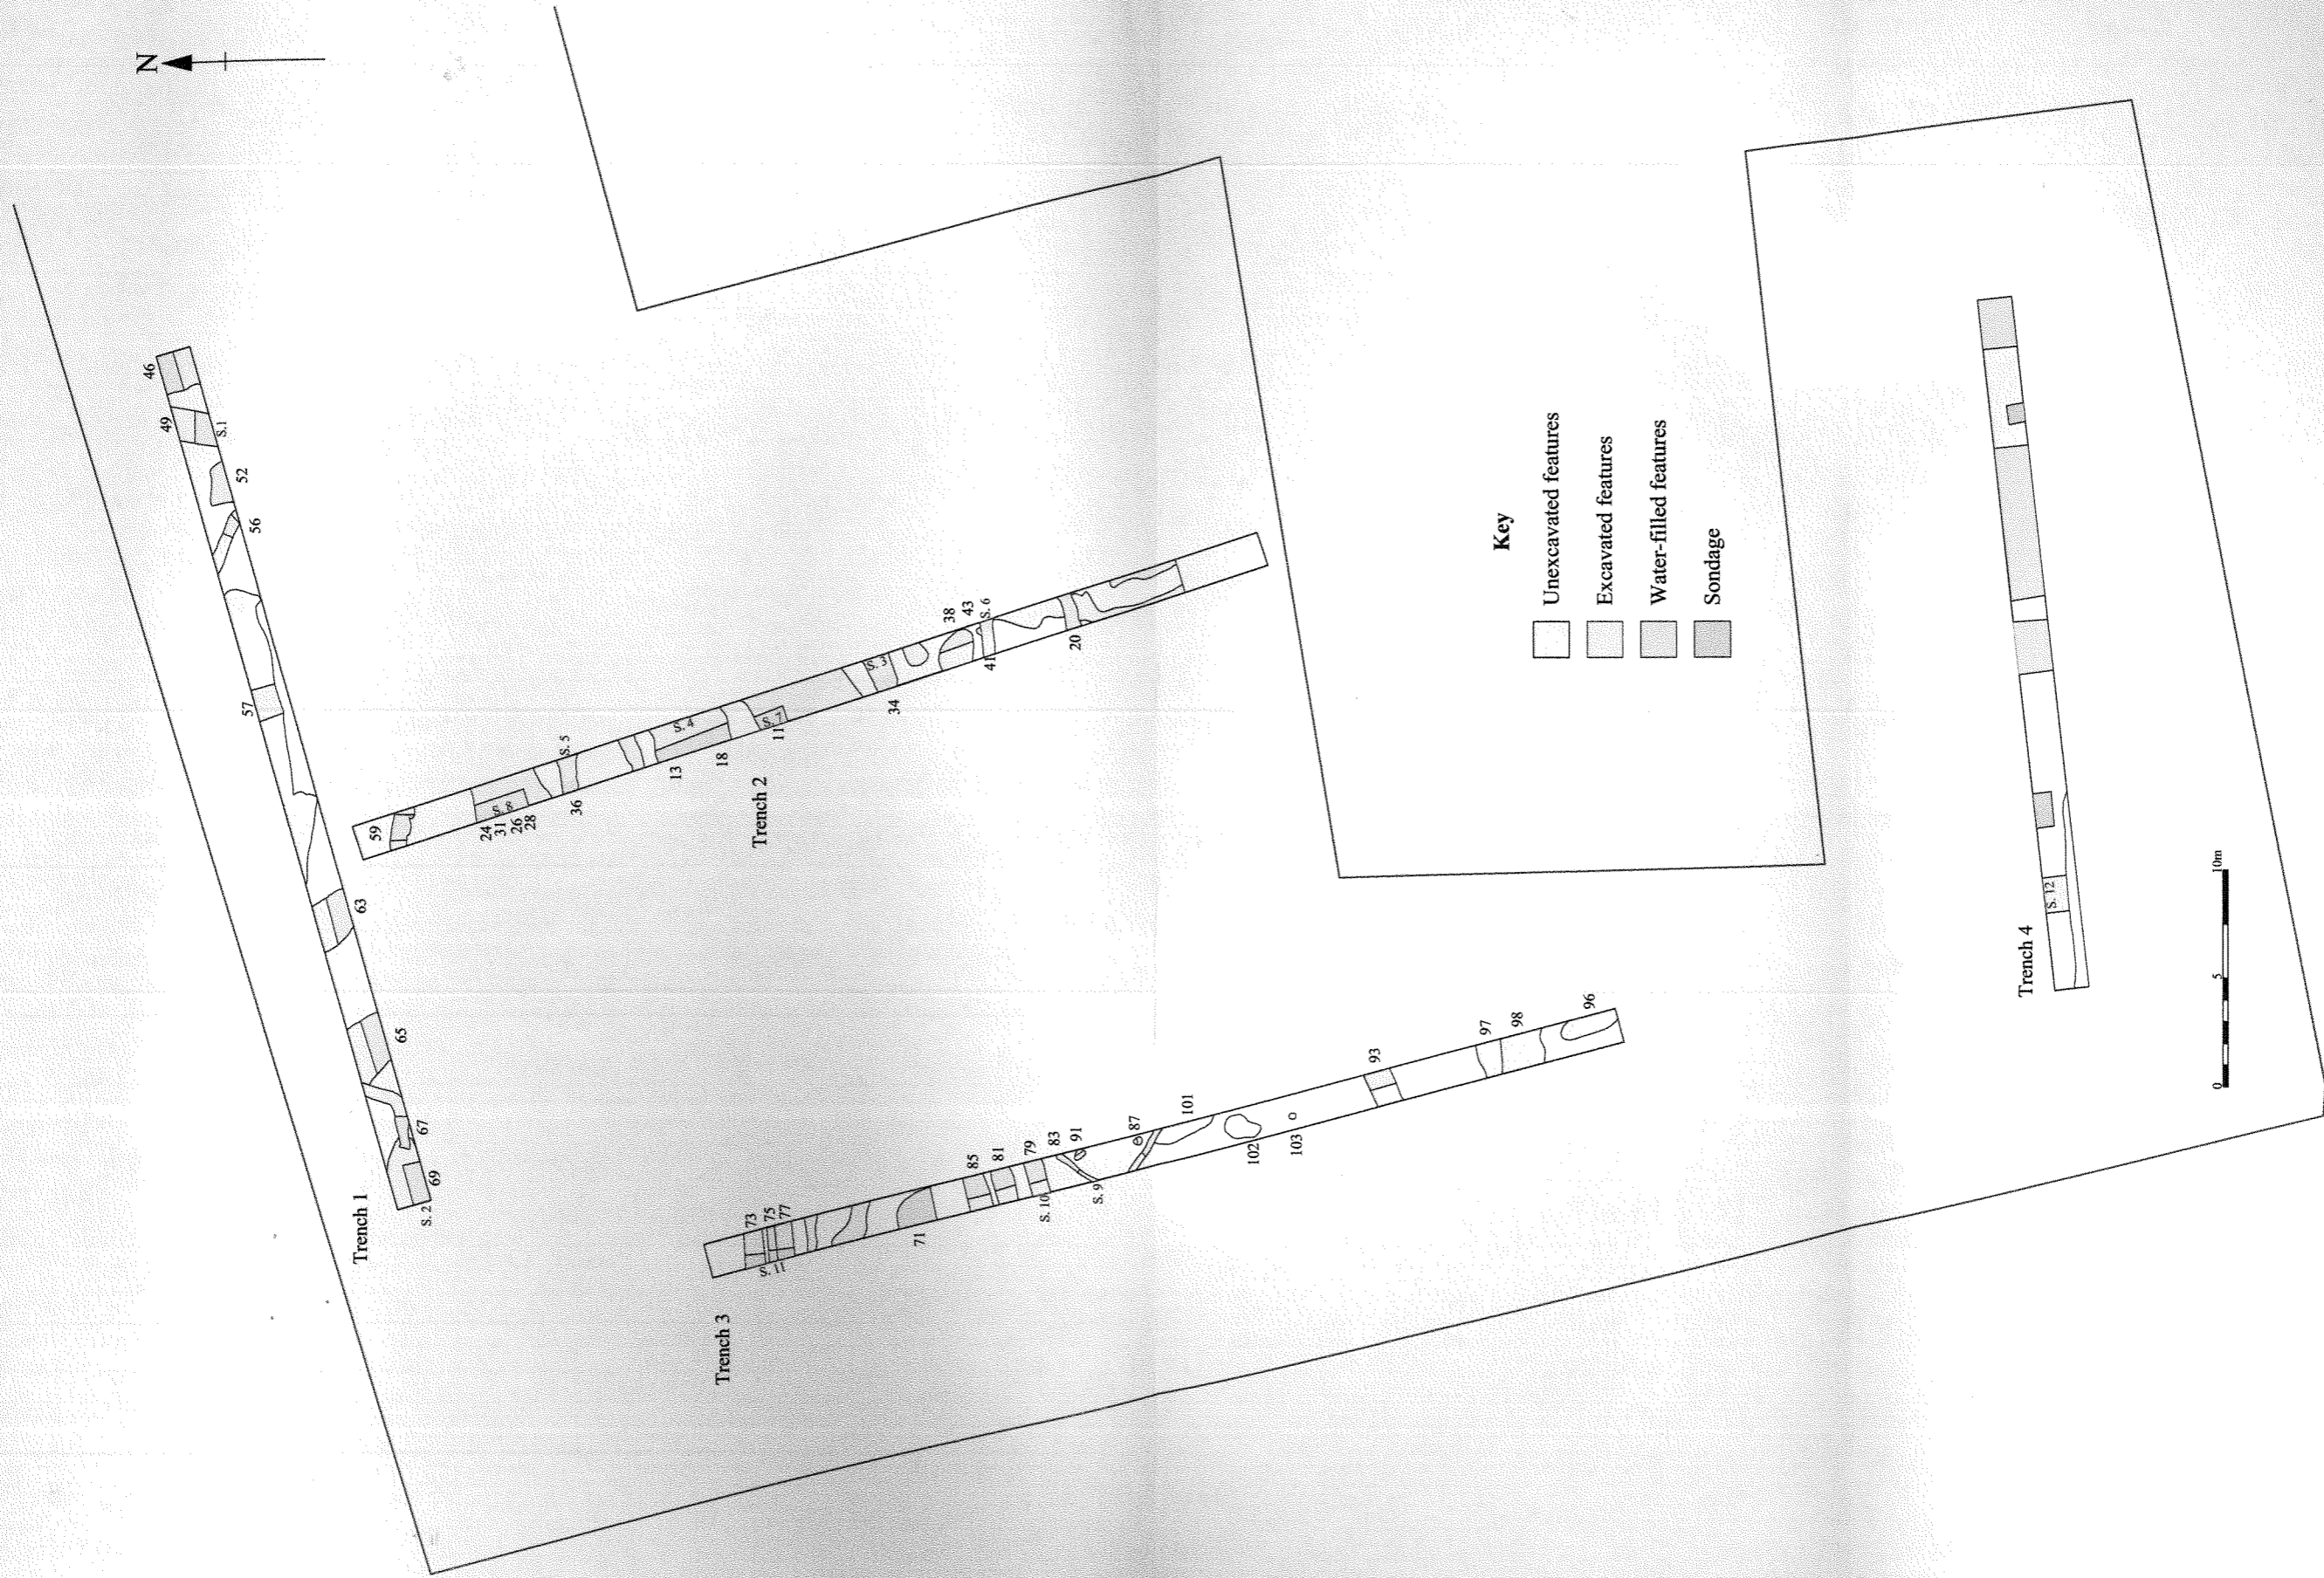 N
46
49
S.1
52
56
57
63
65
67
69
S. 2
Trench 1
59
24
31
26
28
S. 8
36
S. 5
13
S. 4
18
11
S. 7
Trench 2
34
S. 3
38
43
S. 6
41
20
Trench 3
73
75
77
S. 11
71
85
81
79
S. 10
83
91
S. 9
87
101
102
103
93
97
98
96
Key
Unexcavated features
Excavated features
Water-filled features
Sondage
Trench 4
S. 12
0
5
10m